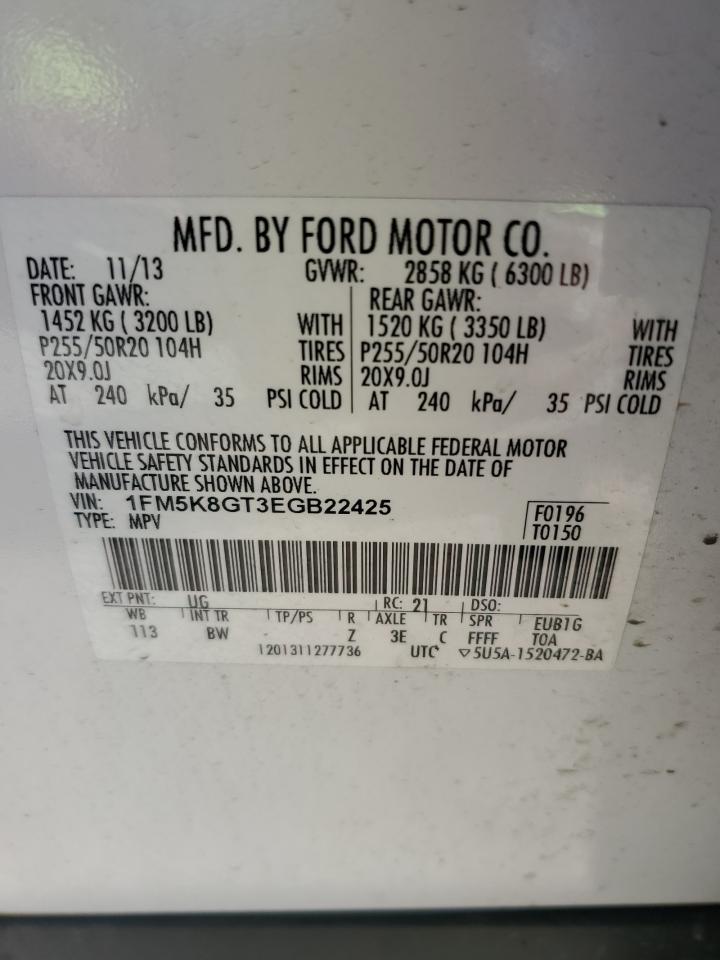 MFD. BY FORD MOTOR CO.
DATE: 11/13 GVWR: 2858 KG ( 6300 LB)
FRONT GAWR: REAR GAWR:
1452 KG ( 3200 LB) WITH 1520 KG ( 3350 LB) WITH
P255/50R20 104H TIRES P255/50R20 104H TIRES
20X9.0J RIMS 20X9.0J RIMS
AT 240 kPa/ 35 PSI COLD AT 240 kPa/ 35 PSI COLD
THIS VEHICLE CONFORMS TO ALL APPLICABLE FEDERAL MOTOR
VEHICLE SAFETY STANDARDS IN EFFECT ON THE DATE OF
MANUFACTURE SHOWN ABOVE.
VIN: 1FM5K8GT3EGB22425 F0196
TYPE: MPV T0150
EXT PNT: UG RC: 21 DSO:
WB INT TR TP/PS R AXLE TR SPR EUB1G
113 BW Z 3E C FFFF TOA
1201311277736 UTC ▽5U5A-1520472-BA